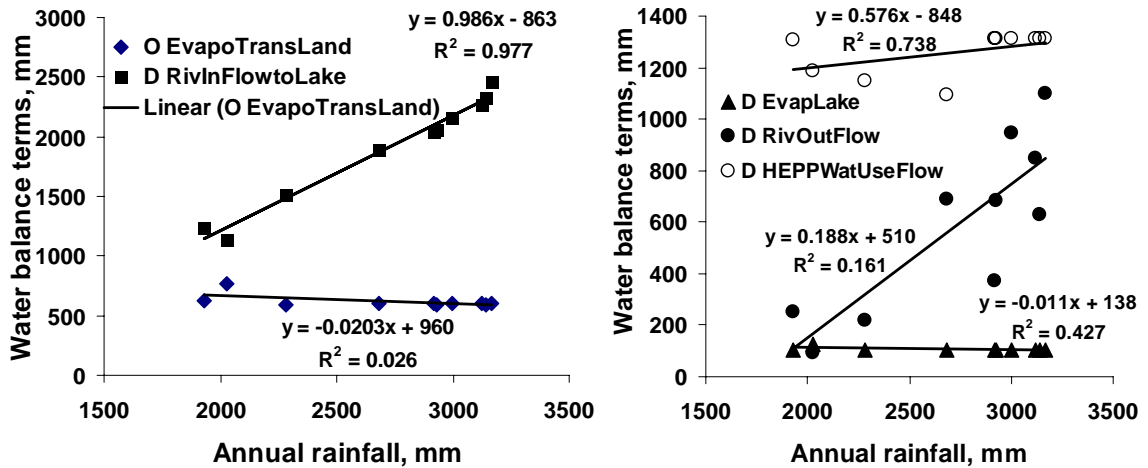 y = 0.986x - 863
R² = 0.977
O EvapoTransLand
D RivInFlowtoLake
Linear (O EvapoTransLand)
y = -0.0203x + 960
R² = 0.026
Water balance terms, mm
3000
2500
2000
1500
1000
500
0
1500 2000 2500 3000 3500
Annual rainfall, mm
y = 0.576x - 848
R² = 0.738
D EvapLake
D RivOutFlow
D HEPPWatUseFlow
y = 0.188x + 510
R² = 0.161
y = -0.011x + 138
R² = 0.427
Water balance terms, mm
1400
1200
1000
800
600
400
200
0
1500 2000 2500 3000 3500
Annual rainfall, mm